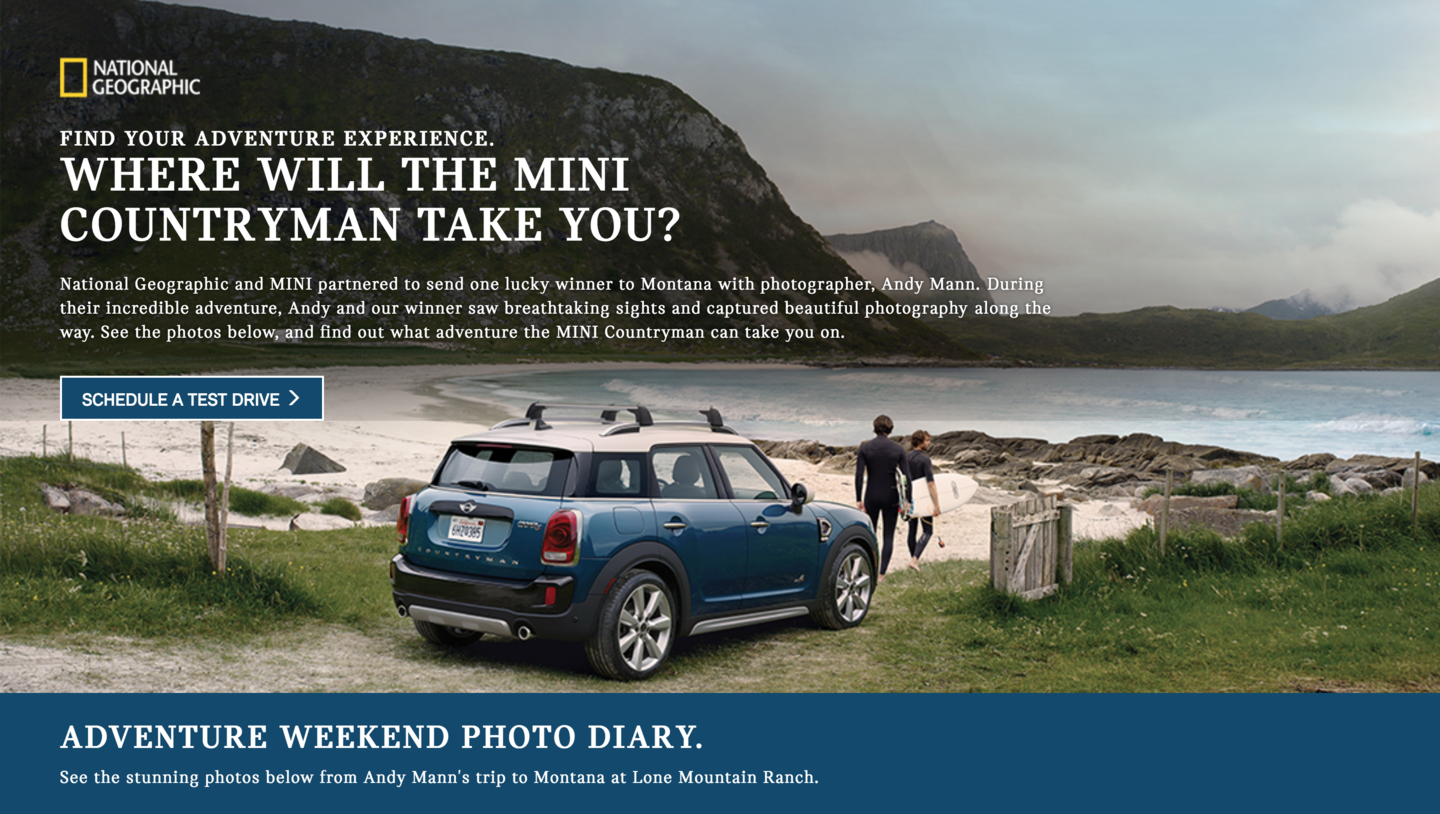 NATIONAL
GEOGRAPHIC
FIND YOUR ADVENTURE EXPERIENCE.
WHERE WILL THE MINI
COUNTRYMAN TAKE YOU?
National Geographic and MINI partnered to send one lucky winner to Montana with photographer, Andy Mann. During
their incredible adventure, Andy and our winner saw breathtaking sights and captured beautiful photography along the
way. See the photos below, and find out what adventure the MINI Countryman can take you on.
SCHEDULE A TEST DRIVE
COUNTRYMAN
ADVENTURE WEEKEND PHOTO DIARY.
See the stunning photos below from Andy Mann's trip to Montana at Lone Mountain Ranch.